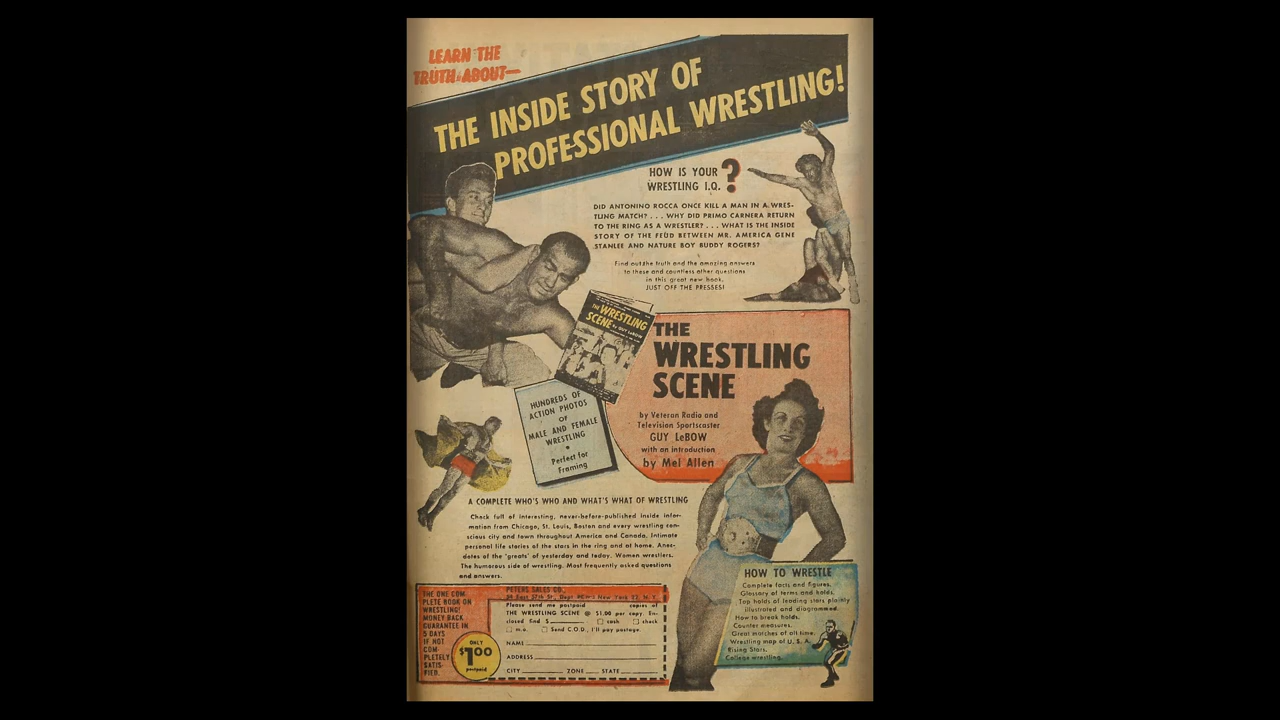 LEARN THE
TRUTH ABOUT—
THE INSIDE STORY OF
PROFESSIONAL WRESTLING!
HOW IS YOUR
WRESTLING I.Q. ?
DID ANTONINO ROCCA ONCE KILL A MAN IN A WRES-
TLING MATCH? . . . WHY DID PRIMO CARNERA RETURN
TO THE RING AS A WRESTLER? . . . WHAT IS THE INSIDE
STORY OF THE FEUD BETWEEN MR. AMERICA GENE
STANLEE AND NATURE BOY BUDDY ROGERS?
Find out the truth and the amazing answers
to these and countless other questions
in this great new book.
JUST OFF THE PRESSES!
THE WRESTLING
SCENE by GUY LeBOW
THE
WRESTLING
SCENE
by Veteran Radio and
Television Sportscaster
GUY LeBOW
with an introduction
by Mel Allen
HUNDREDS OF
ACTION PHOTOS
OF
MALE AND FEMALE
WRESTLING
•
Perfect for
Framing
A COMPLETE WHO'S WHO AND WHAT'S WHAT OF WRESTLING
Chock full of interesting, never-before-published inside infor-
mation from Chicago, St. Louis, Boston and every wrestling con-
scious city and town throughout America and Canada. Intimate
personal life stories of the stars in the ring and at home. Anec-
dotes of the "greats" of yesterday and today. Women wrestlers.
The humorous side of wrestling. Most frequently asked questions
and answers.
HOW TO WRESTLE
Complete facts and figures.
Glossary of terms and holds.
Top holds of leading stars plainly
illustrated and diagrammed.
How to break holds.
Counter measures.
Great matches of all time.
Wrestling map of U. S. A.
Rising Stars.
College wrestling.
THE ONE COM-
PLETE BOOK ON
WRESTLING!
MONEY BACK
GUARANTEE IN
5 DAYS
IF NOT
COM-
PLETELY
SATIS-
FIED.
ONLY
$1.00
postpaid
PETERS SALES CO.,
East 27th St., Dept New York 22, N. Y.
Please send me postpaid copies of
THE WRESTLING SCENE @ $1.00 per copy. En-
closed find $ cash check
m.o. Send C.O.D., I'll pay postage.
NAME
ADDRESS
CITY ZONE STATE